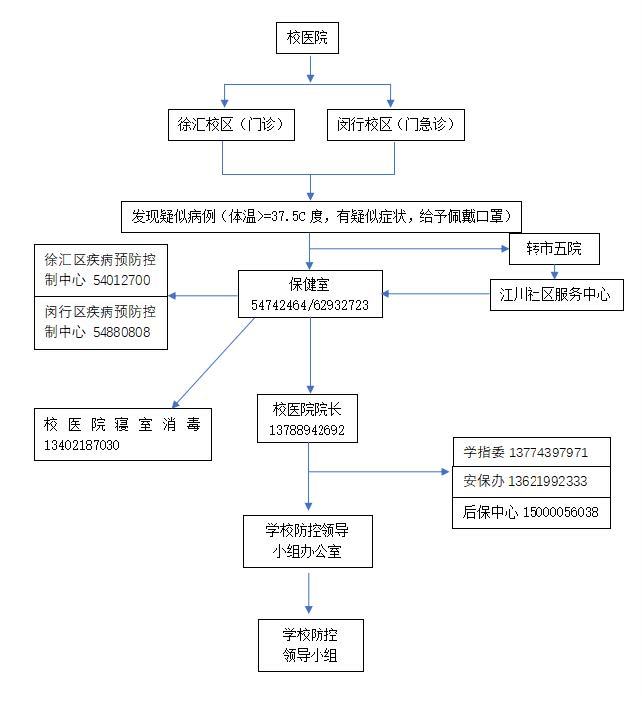 校医院
徐汇校区（门诊）
闵行校区（门急诊）
发现疑似病例（体温>=37.5C 度，有疑似症状，给予佩戴口罩）
转市五院
江川社区服务中心
徐汇区疾病预防控
制中心 54012700
闵行区疾病预防控
制中心 54880808
保健室
54742464/62932723
校医院寝室消毒
13402187030
校医院院长
13788942692
学指委 13774397971
安保办 13621992333
后保中心 15000056038
学校防控领导
小组办公室
学校防控
领导小组